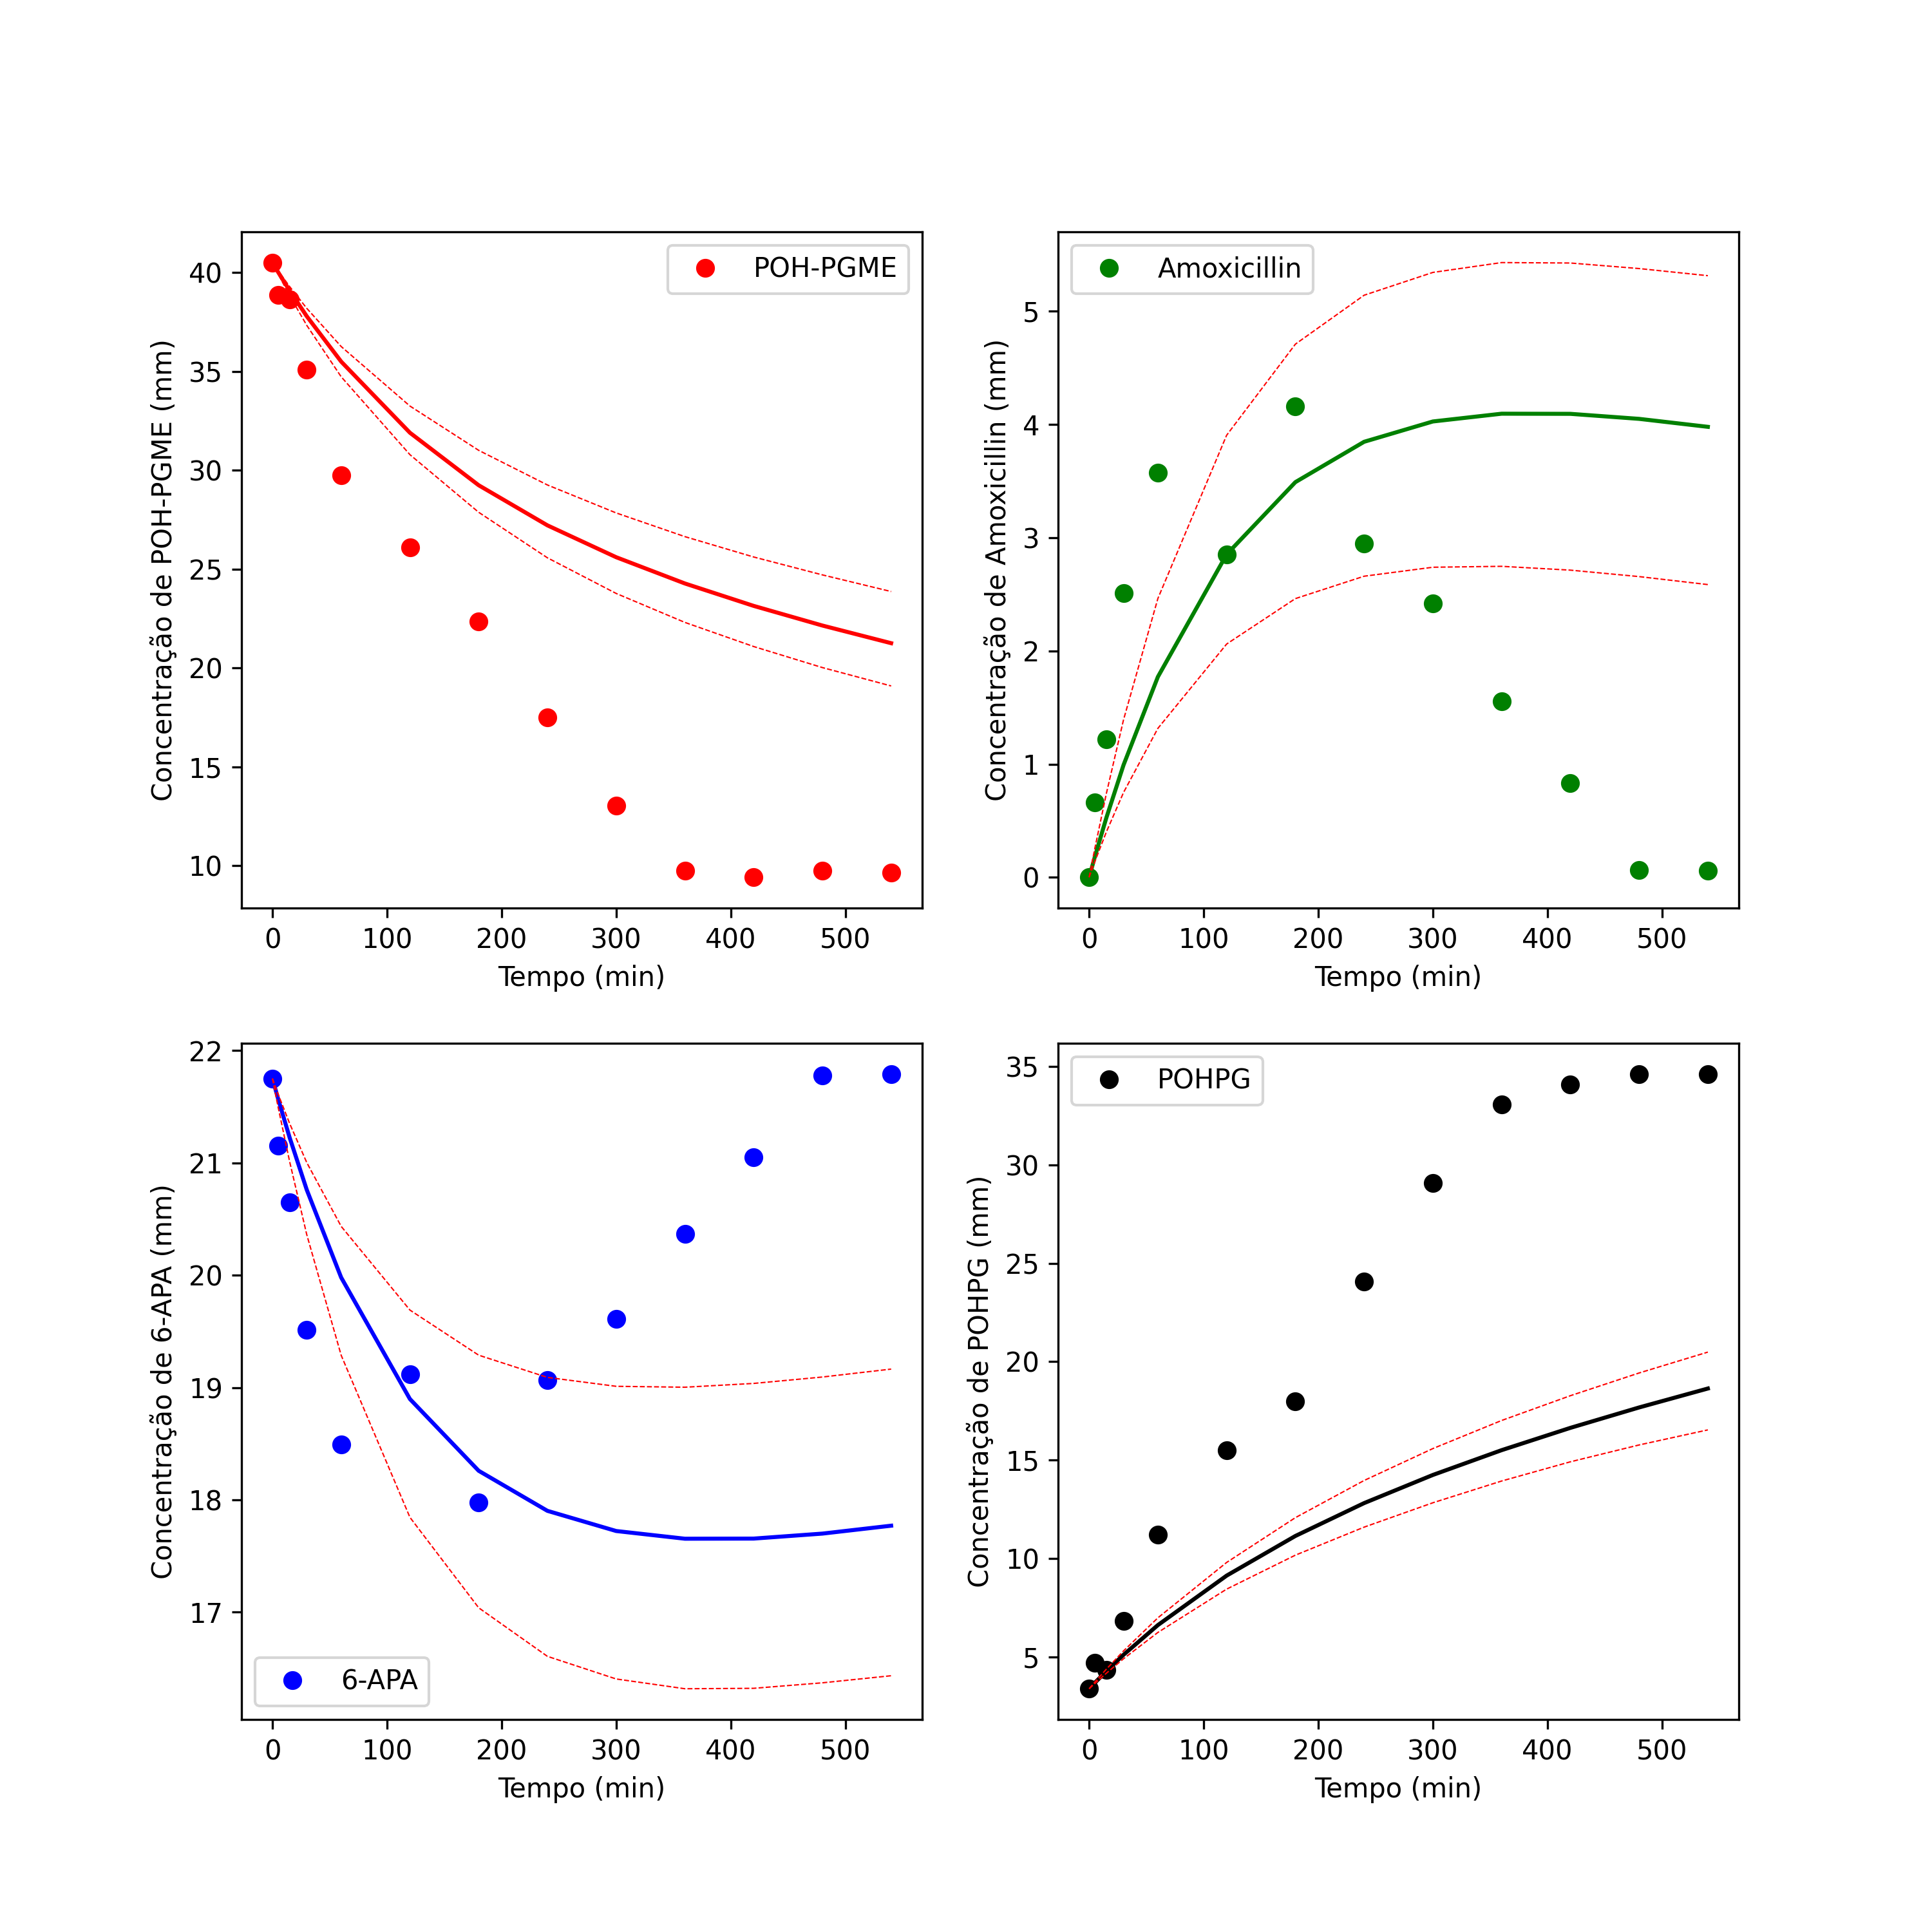 POH-PGME
Concentração de POH-PGME (mm)
40
35
30
25
20
15
10
0 100 200 300 400 500
Tempo (min)
Amoxicillin
Concentração de Amoxicillin (mm)
5
4
3
2
1
0
0 100 200 300 400 500
Tempo (min)
6-APA
Concentração de 6-APA (mm)
22
21
20
19
18
17
0 100 200 300 400 500
Tempo (min)
POHPG
Concentração de POHPG (mm)
35
30
25
20
15
10
5
0 100 200 300 400 500
Tempo (min)